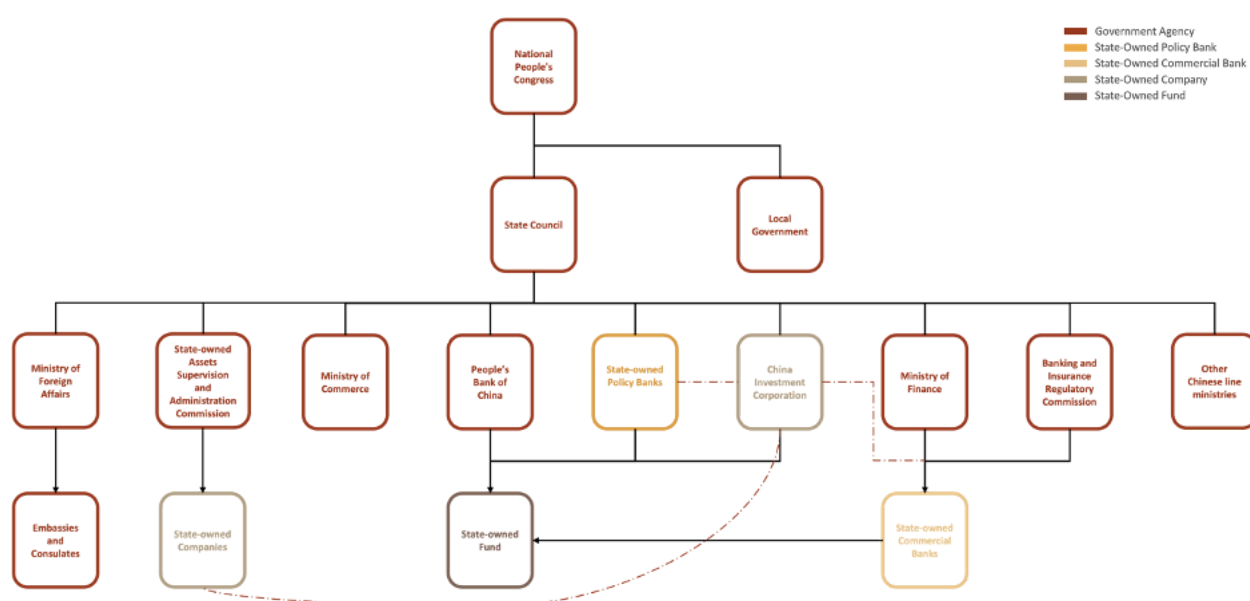 National
People's
Congress
Government Agency
State-Owned Policy Bank
State-Owned Commercial Bank
State-Owned Company
State-Owned Fund
State Council
Local
Government
Ministry of
Foreign
Affairs
State-owned
Assets
Supervision
and
Administration
Commission
Ministry of
Commerce
People's
Bank of
China
State-owned
Policy Banks
China
Investment
Corporation
Ministry of
Finance
Banking and
Insurance
Regulatory
Commission
Other
Chinese line
ministries
Embassies
and
Consulates
State-owned
Companies
State-owned
Fund
State-owned
Commercial
Banks